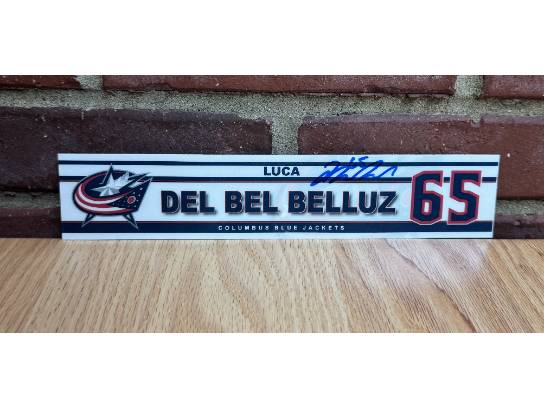 LUCA
DEL BEL BELLUZ 65
COLUMBUS BLUE JACKETS